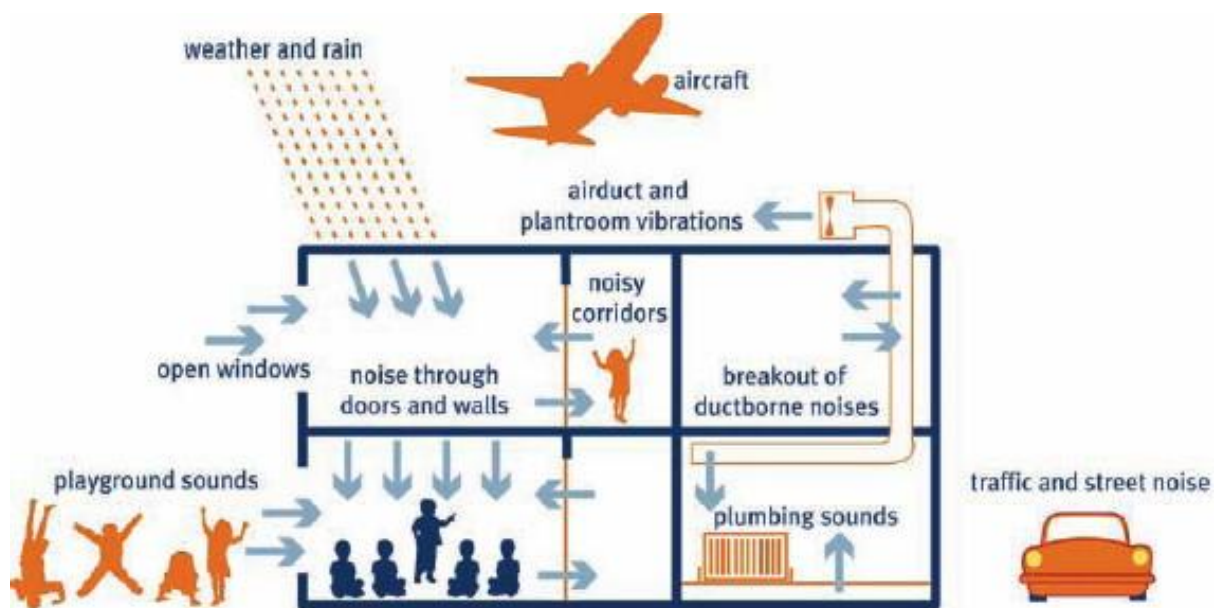 weather and rain
aircraft
airduct and
plantroom vibrations
noisy
corridors
open windows
noise through
doors and walls
breakout of
ductborne noises
playground sounds
plumbing sounds
traffic and street noise